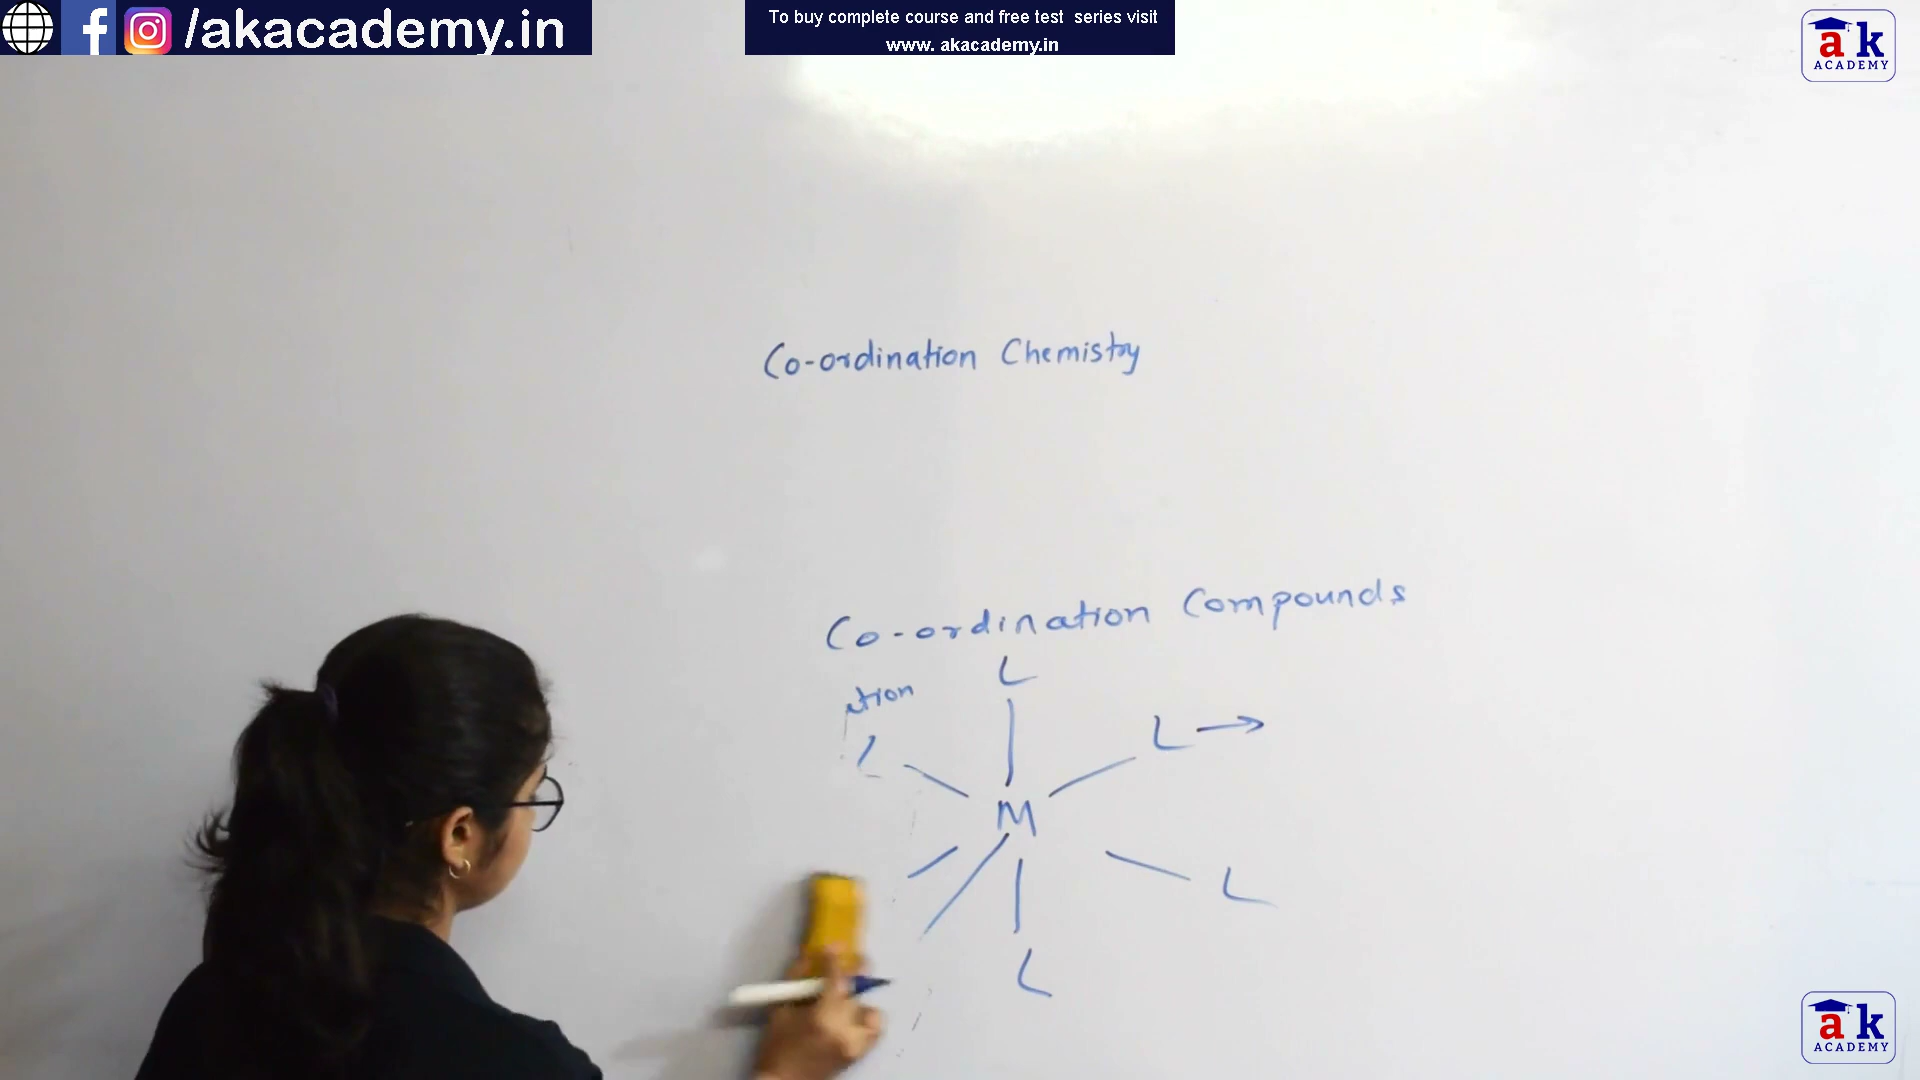 /akacademy.in
To buy complete course and free test series visit
www. akacademy.in
ak
ACADEMY
Co-ordination Chemistry
Co-ordination Compounds
L
L
L
M
L
L
ak
ACADEMY